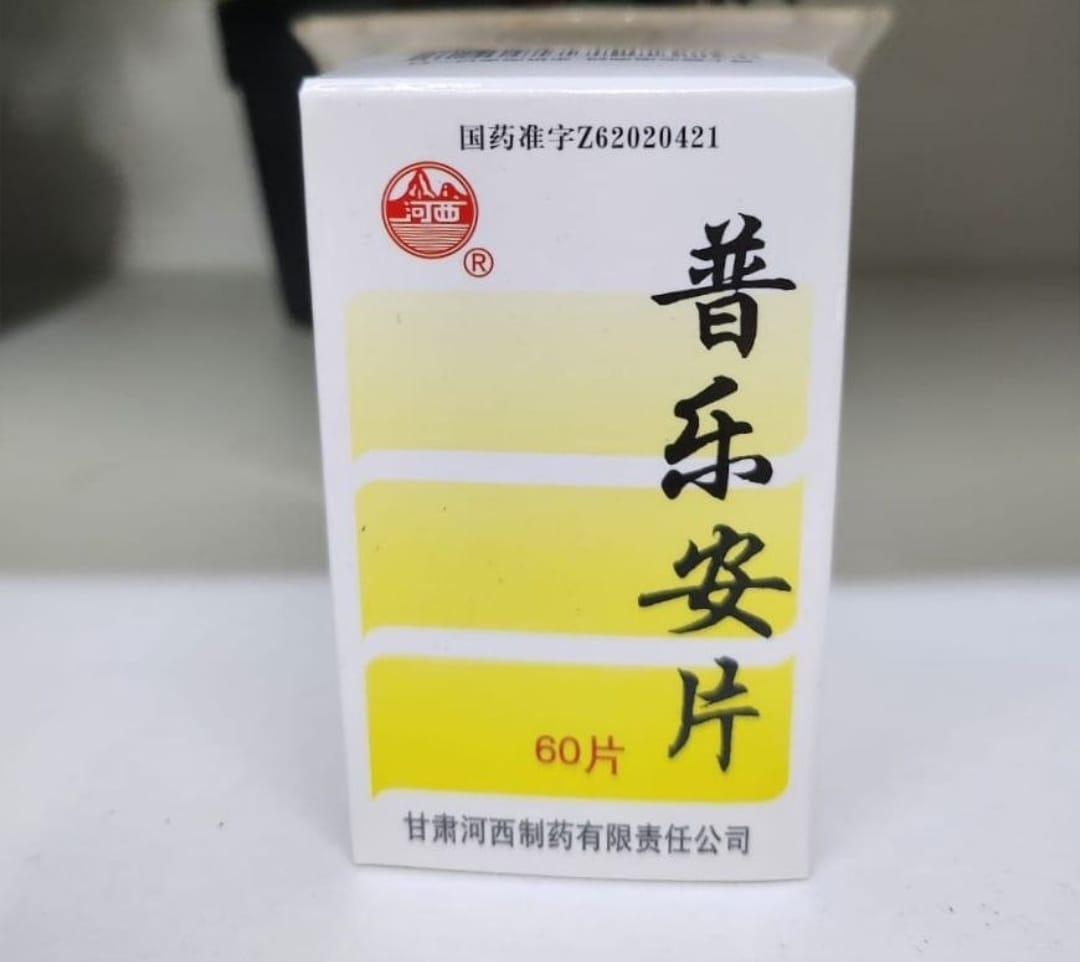 国药准字Z62020421
河西
®
普乐安片
60片
甘肃河西制药有限责任公司